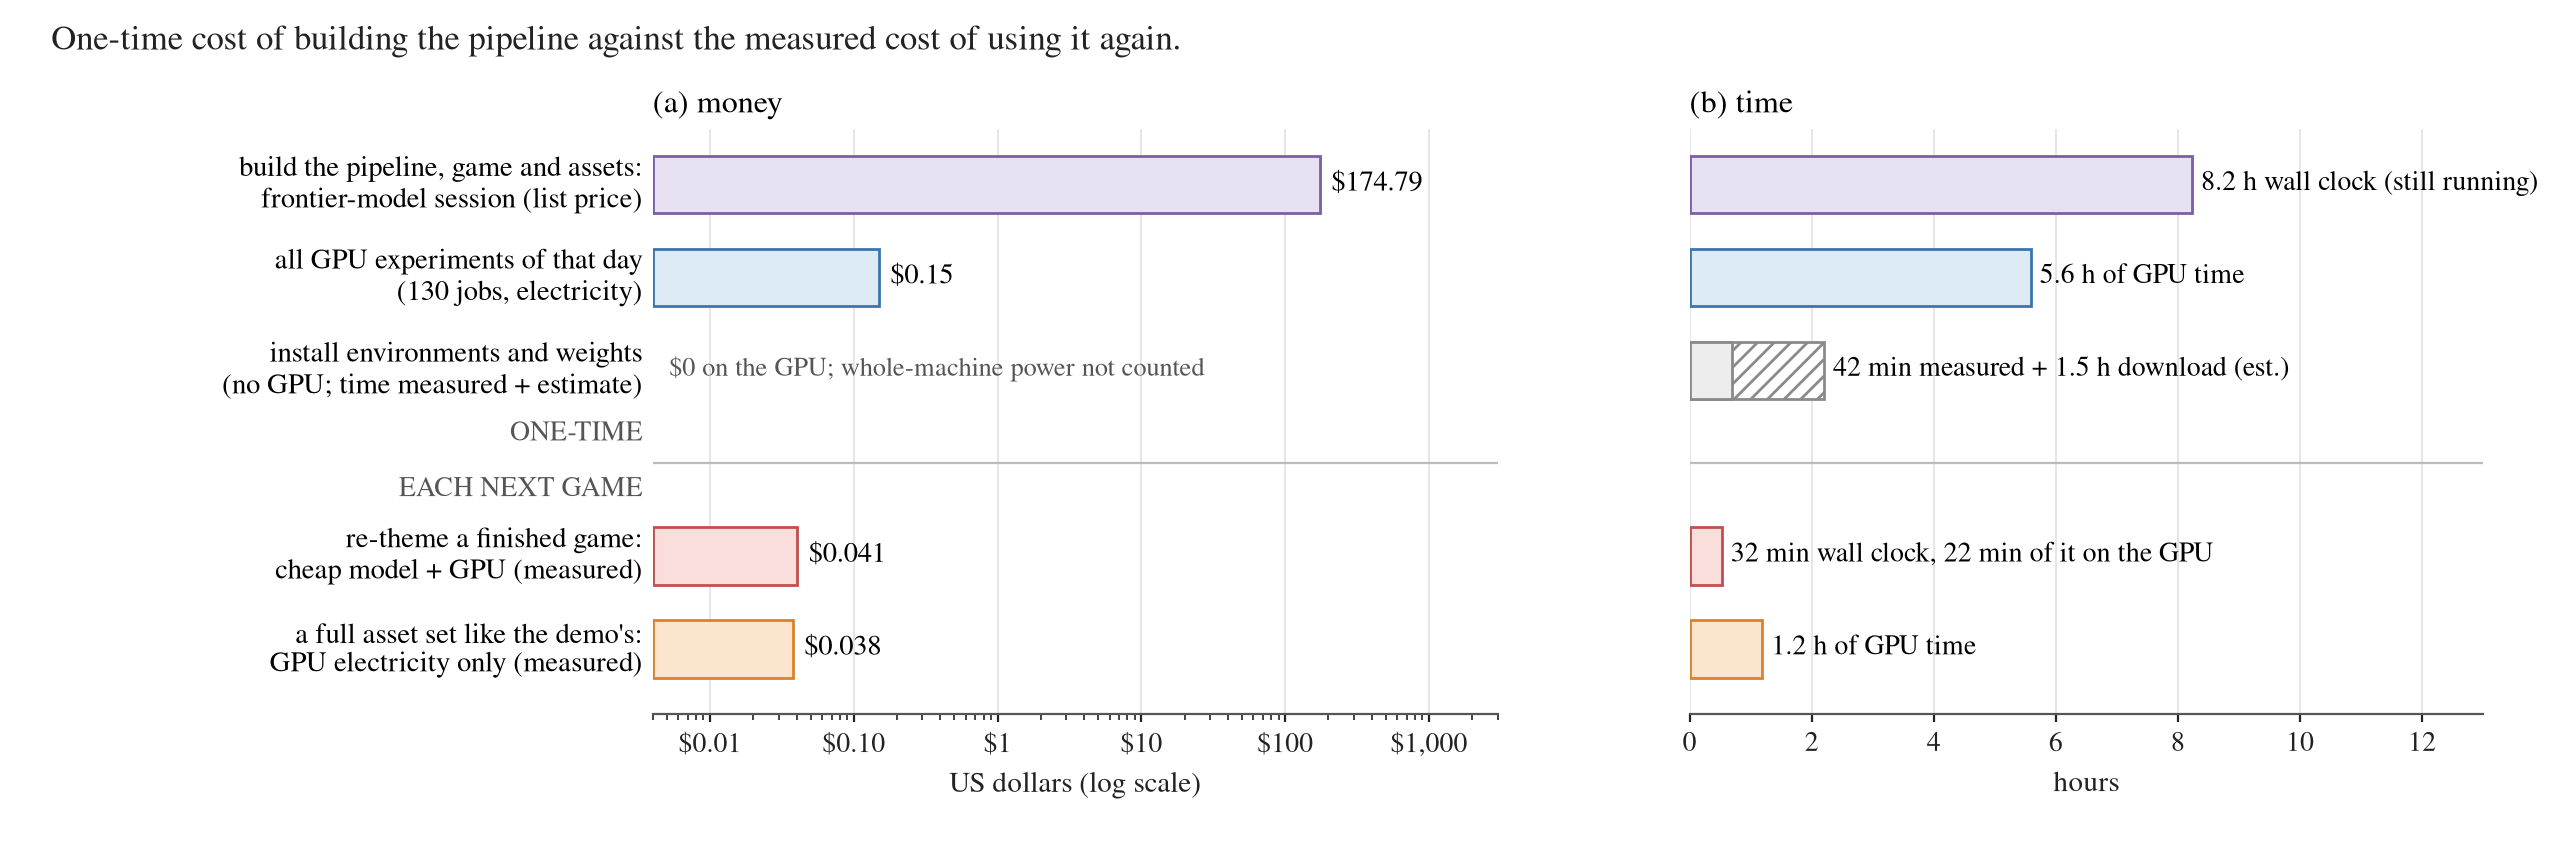 One-time cost of building the pipeline against the measured cost of using it again.
(a) money
build the pipeline, game and assets:
frontier-model session (list price)
$174.79
all GPU experiments of that day
(130 jobs, electricity)
$0.15
install environments and weights
(no GPU; time measured + estimate)
$0 on the GPU; whole-machine power not counted
ONE-TIME
EACH NEXT GAME
re-theme a finished game:
cheap model + GPU (measured)
$0.041
a full asset set like the demo's:
GPU electricity only (measured)
$0.038
$0.01 $0.10 $1 $10 $100 $1,000
US dollars (log scale)
(b) time
8.2 h wall clock (still running)
5.6 h of GPU time
42 min measured + 1.5 h download (est.)
32 min wall clock, 22 min of it on the GPU
1.2 h of GPU time
0 2 4 6 8 10 12
hours